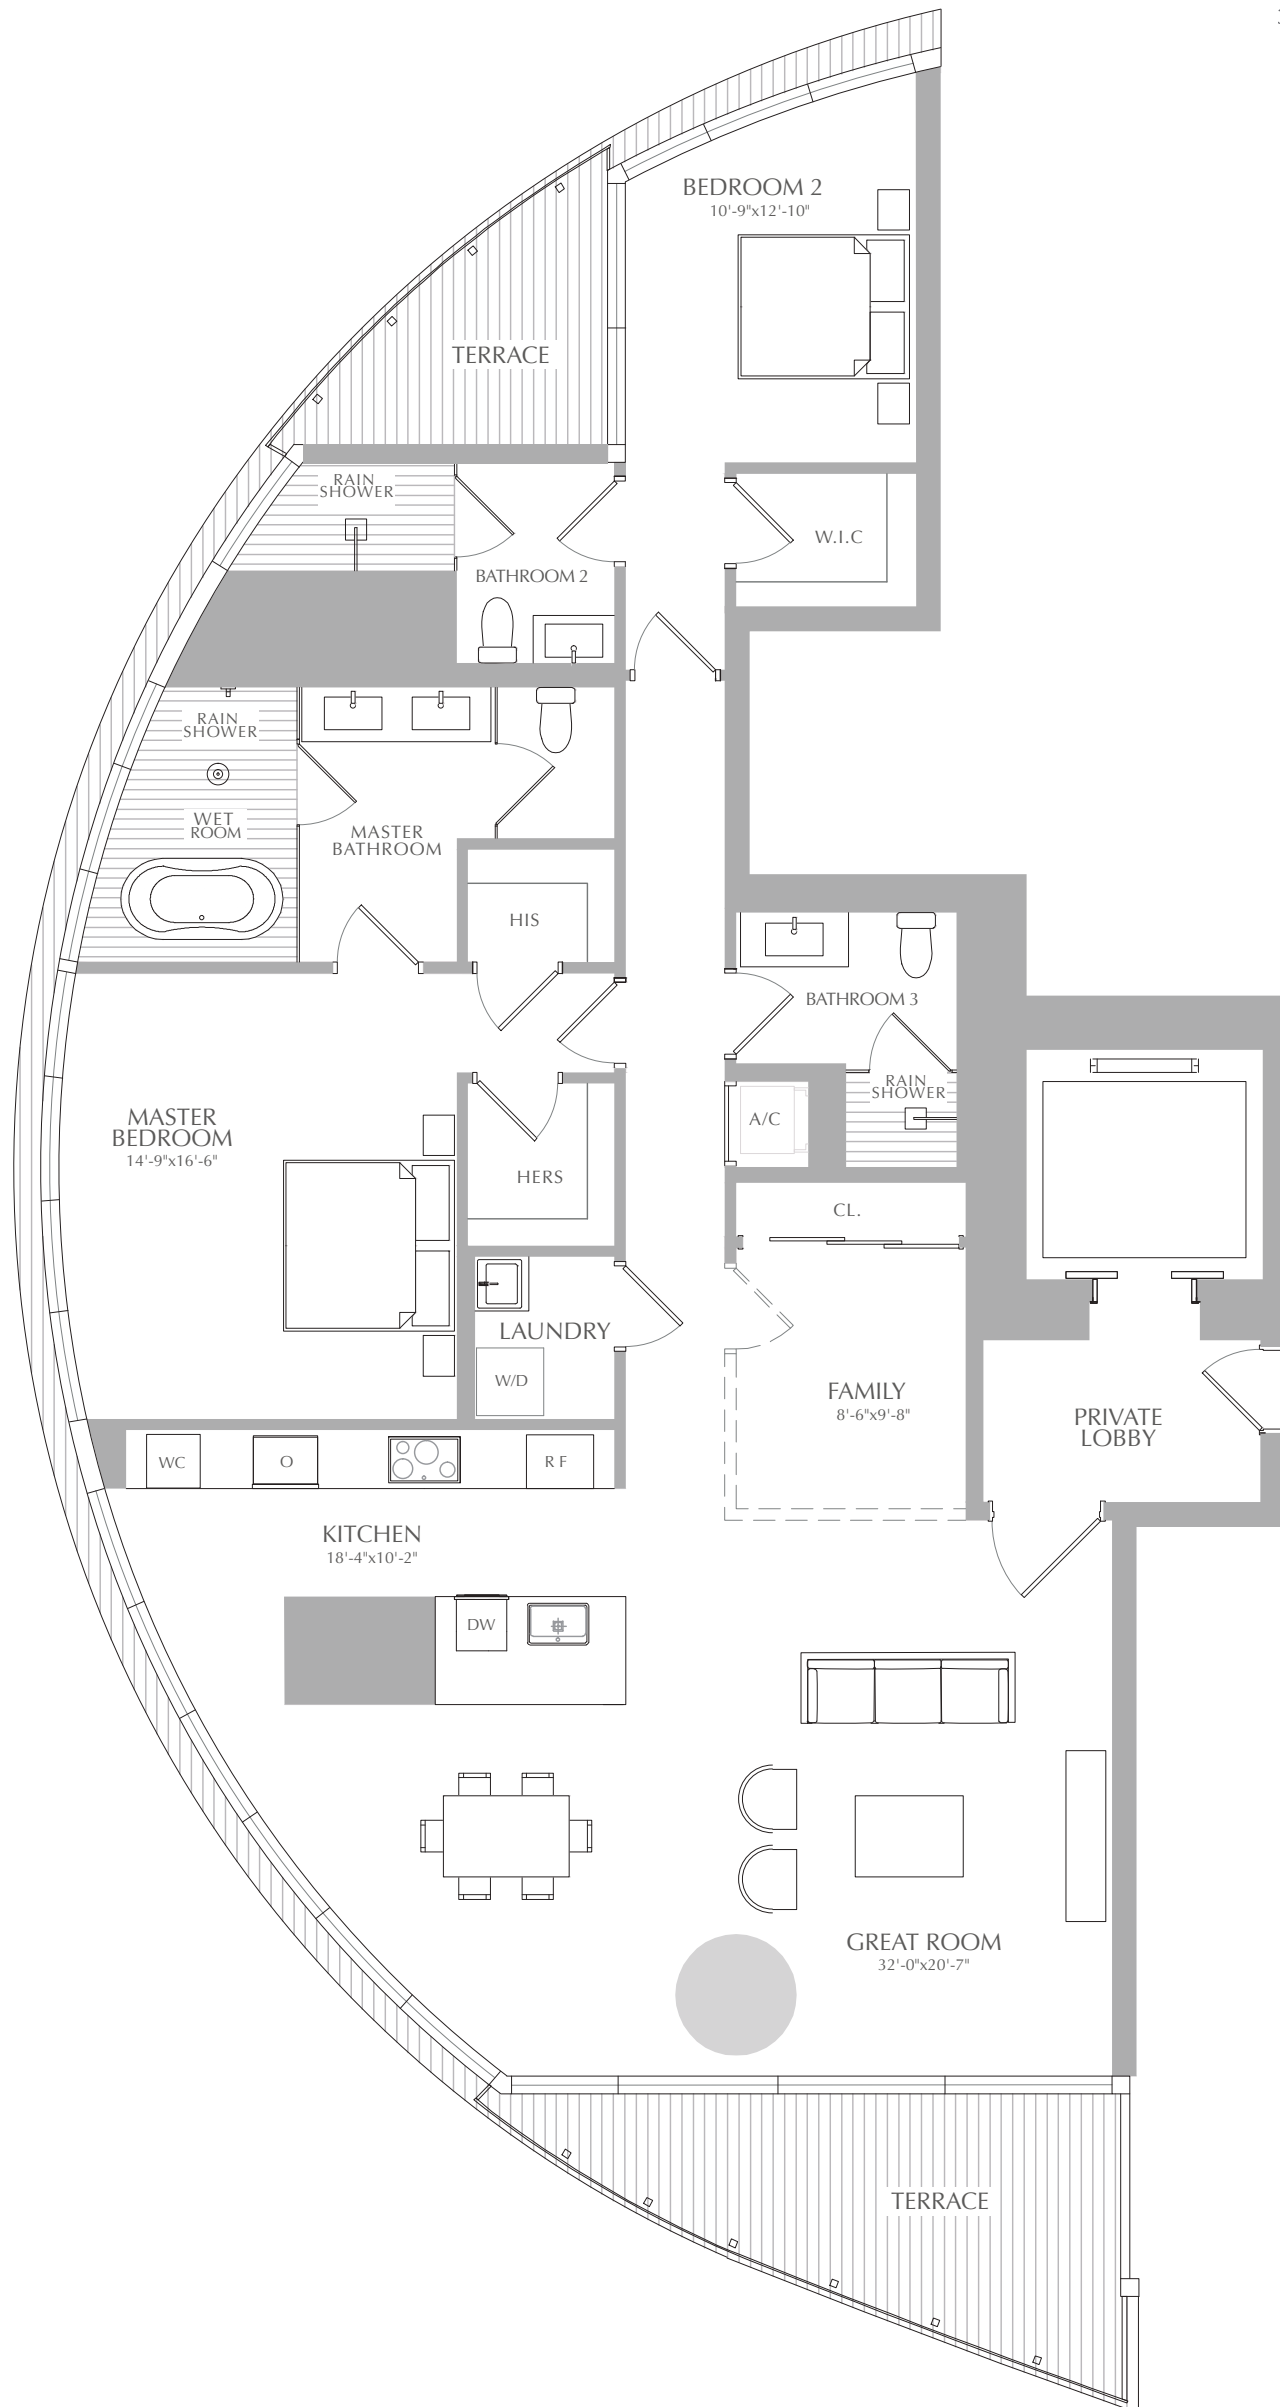 BEDROOM 2
10'-9"x12'-10"
TERRACE
RAIN
SHOWER
W.I.C
BATHROOM 2
RAIN
SHOWER
WET
ROOM
MASTER
BATHROOM
HIS
BATHROOM 3
RAIN
SHOWER
A/C
MASTER
BEDROOM
14'-9"x16'-6"
HERS
CL.
LAUNDRY
W/D
FAMILY
8'-6"x9'-8"
PRIVATE
LOBBY
WC
O
R F
KITCHEN
18'-4"x10'-2"
DW
GREAT ROOM
32'-0"x20'-7"
TERRACE